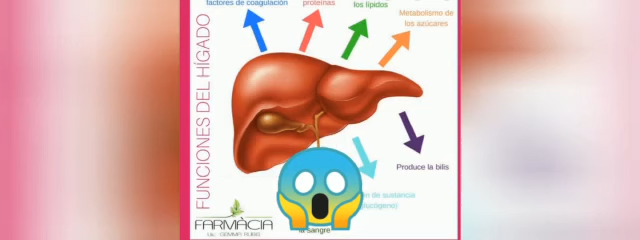 factores de coagulación
proteínas
los lípidos
Metabolismo de
los azúcares
FUNCIONES DEL HÍGADO
Produce la bilis
de sustancia
FARMÀCIA
la sangre